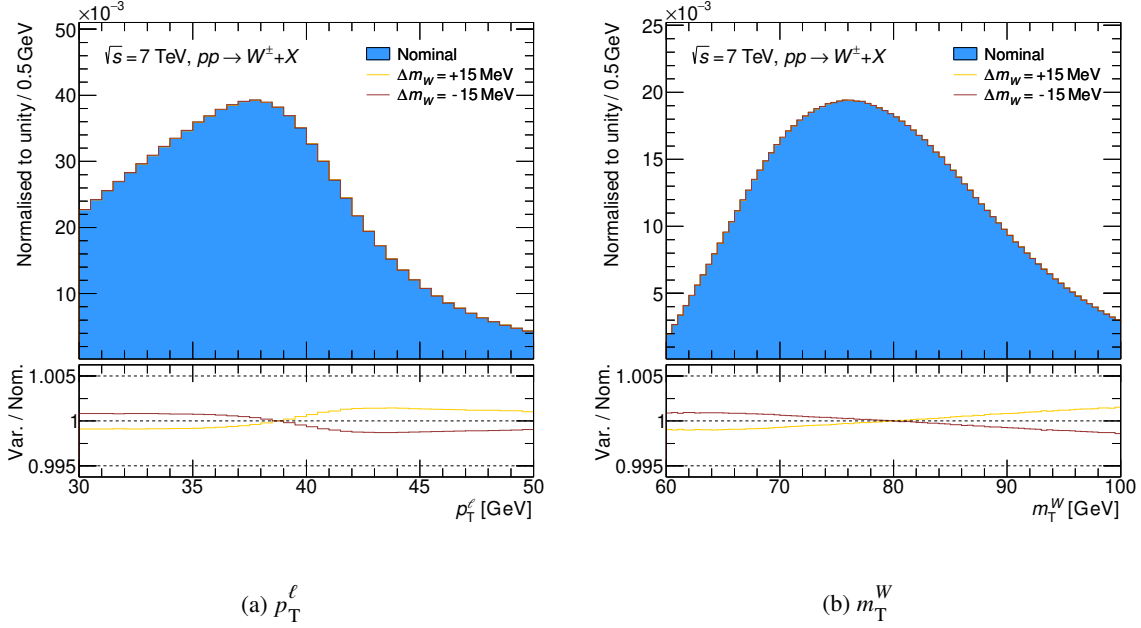 ×10⁻³
50
40
30
20
10
Normalised to unity / 0.5 GeV
√s = 7 TeV, pp → W± + X
Nominal
Δm_W = +15 MeV
Δm_W = -15 MeV
1.005
1
0.995
Var. / Nom.
30 35 40 45 50
p_T^ℓ [GeV]
(a) p_T^ℓ
×10⁻³
25
20
15
10
5
Normalised to unity / 0.5 GeV
√s = 7 TeV, pp → W± + X
Nominal
Δm_W = +15 MeV
Δm_W = -15 MeV
1.005
1
0.995
Var. / Nom.
60 70 80 90 100
m_T^W [GeV]
(b) m_T^W